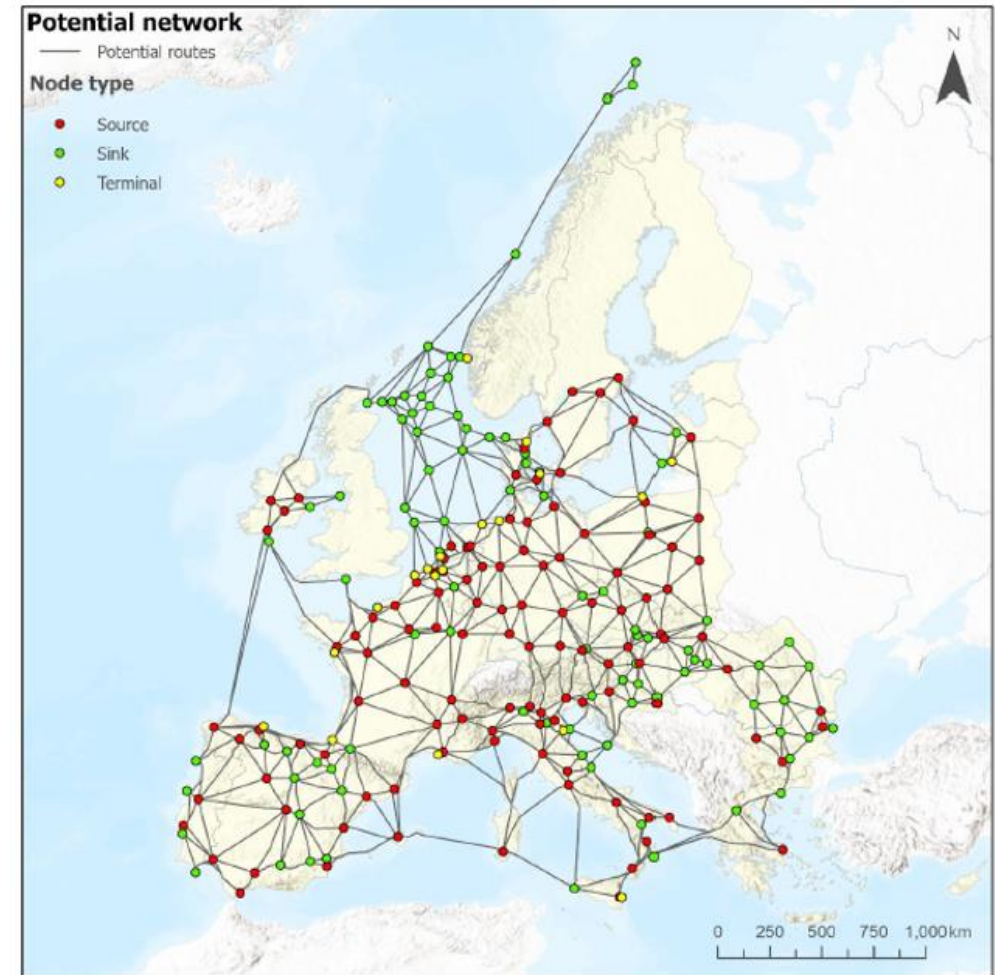 Potential network
Potential routes
Node type
Source
Sink
Terminal
N
0 250 500 750 1,000 km